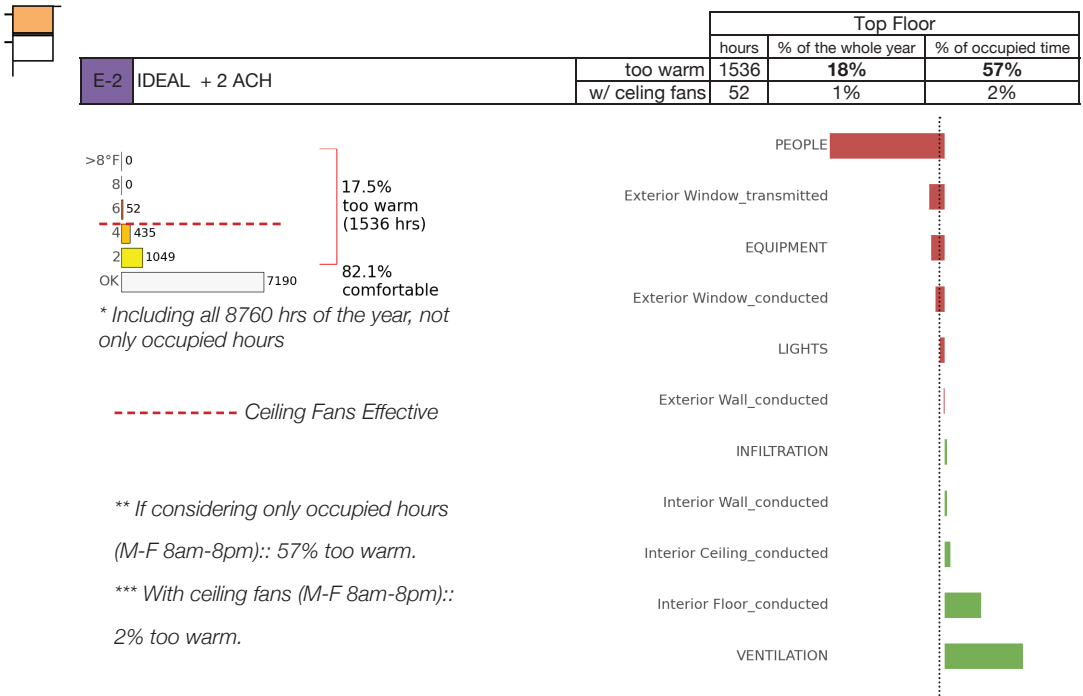 Top Floor
hours % of the whole year % of occupied time
E-2 IDEAL + 2 ACH too warm 1536 18% 57%
w/ celing fans 52 1% 2%
>8°F 0
8 0
6 52
4 435
2 1049
OK 7190
17.5%
too warm
(1536 hrs)
82.1%
comfortable
* Including all 8760 hrs of the year, not
only occupied hours
Ceiling Fans Effective
** If considering only occupied hours
(M-F 8am-8pm):: 57% too warm.
*** With ceiling fans (M-F 8am-8pm)::
2% too warm.
PEOPLE
Exterior Window_transmitted
EQUIPMENT
Exterior Window_conducted
LIGHTS
Exterior Wall_conducted
INFILTRATION
Interior Wall_conducted
Interior Ceiling_conducted
Interior Floor_conducted
VENTILATION